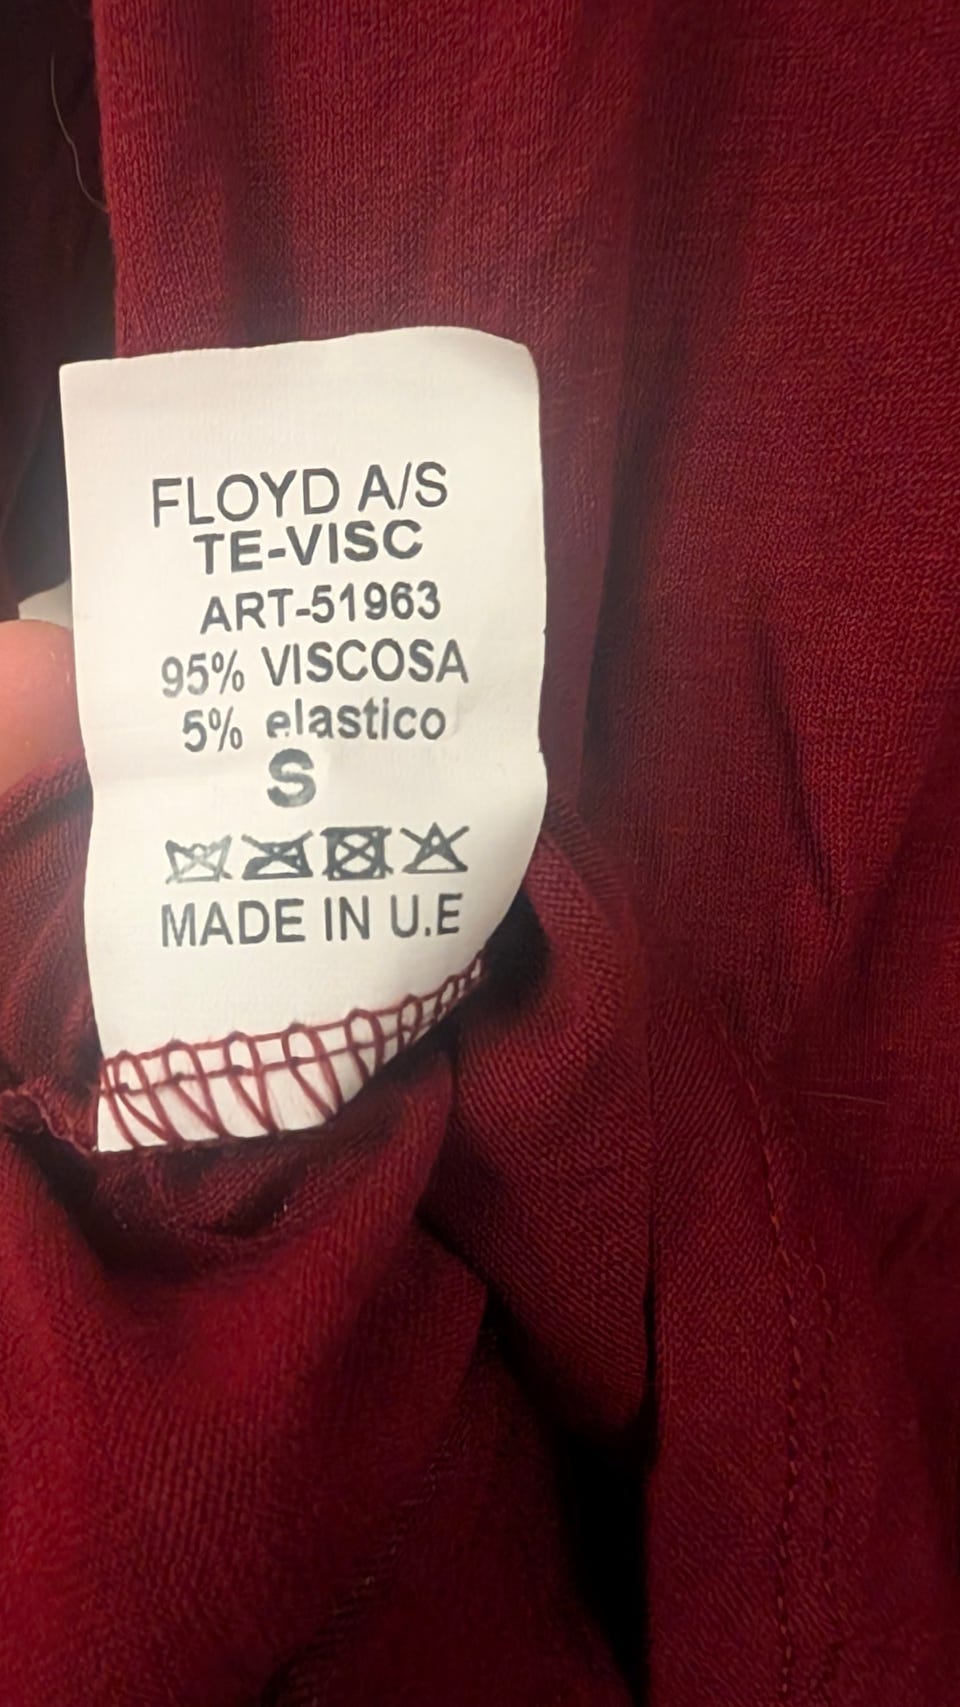 FLOYD A/S
TE-VISC
ART-51963
95% VISCOSA
5% elastico
S
MADE IN U.E